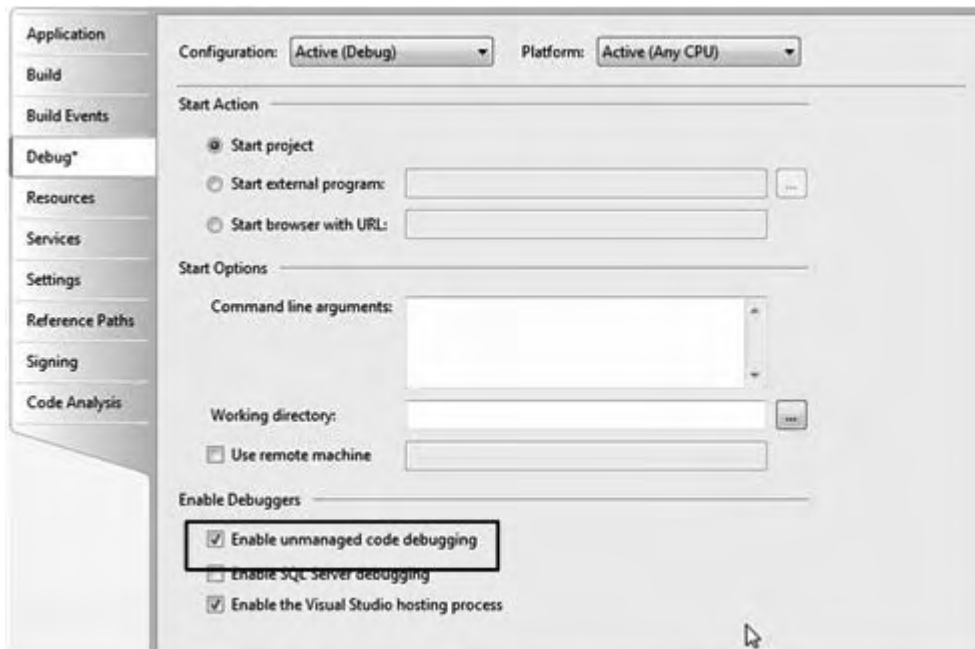 Application
Build
Build Events
Debug*
Resources
Services
Settings
Reference Paths
Signing
Code Analysis
Configuration: Active (Debug) Platform: Active (Any CPU)
Start Action
Start project
Start external program: ...
Start browser with URL:
Start Options
Command line arguments:
Working directory: ...
Use remote machine
Enable Debuggers
Enable unmanaged code debugging
Enable SQL Server debugging
Enable the Visual Studio hosting process